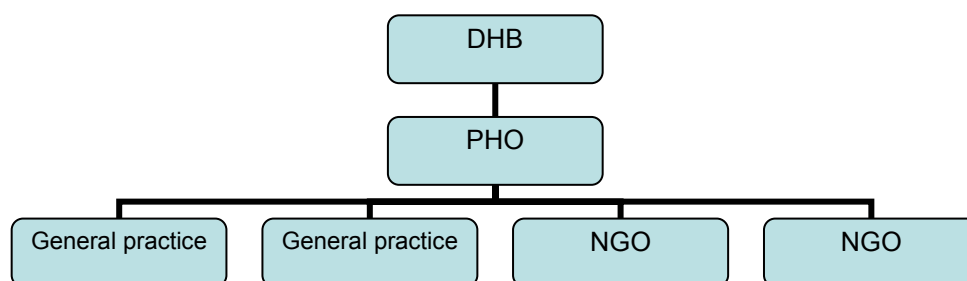 DHB
PHO
General practice
General practice
NGO
NGO